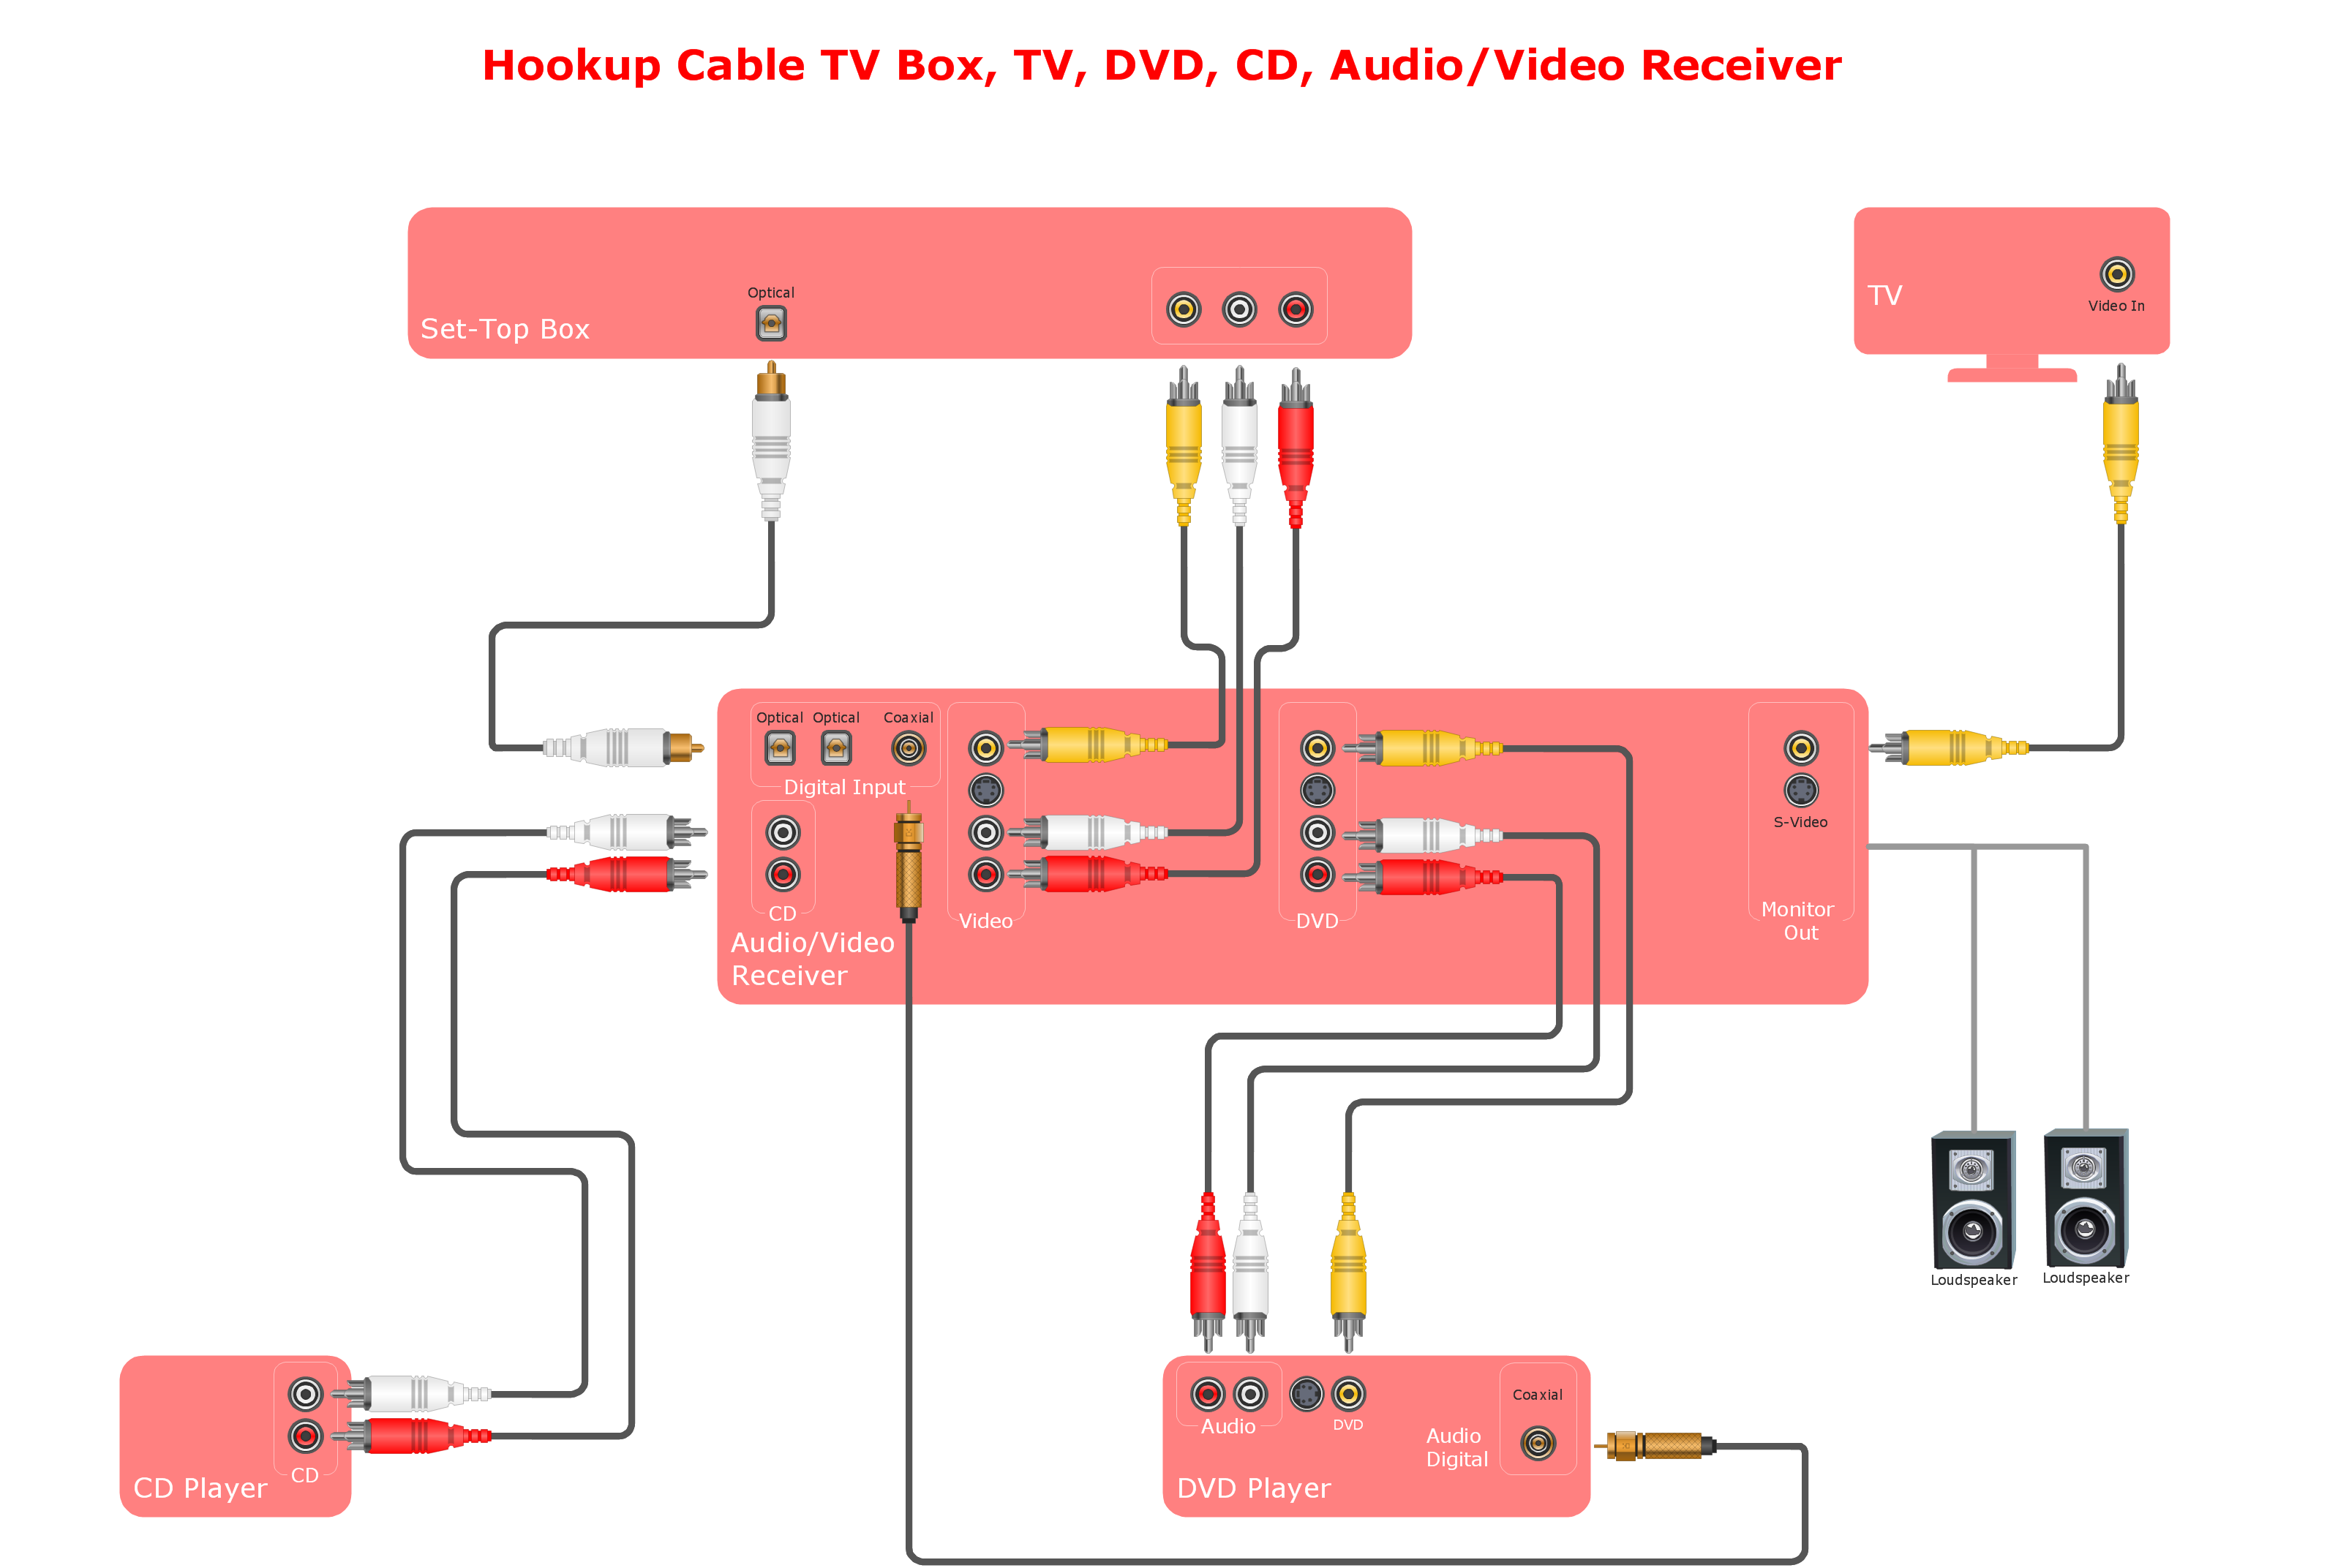 Hookup Cable TV Box, TV, DVD, CD, Audio/Video Receiver
Optical
Set-Top Box
TV
Video In
Optical
Optical
Coaxial
Digital Input
CD
Audio/Video
Receiver
Video
DVD
S-Video
Monitor
Out
Loudspeaker
Loudspeaker
CD
CD Player
Audio
DVD
Coaxial
Audio
Digital
DVD Player